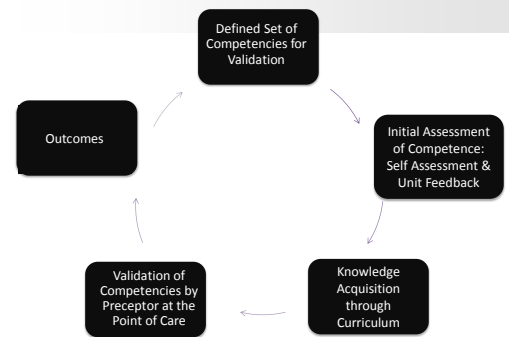 Defined Set of
Competencies for
Validation
Initial Assessment
of Competence:
Self Assessment &
Unit Feedback
Knowledge
Acquisition
through
Curriculum
Validation of
Competencies by
Preceptor at the
Point of Care
Outcomes